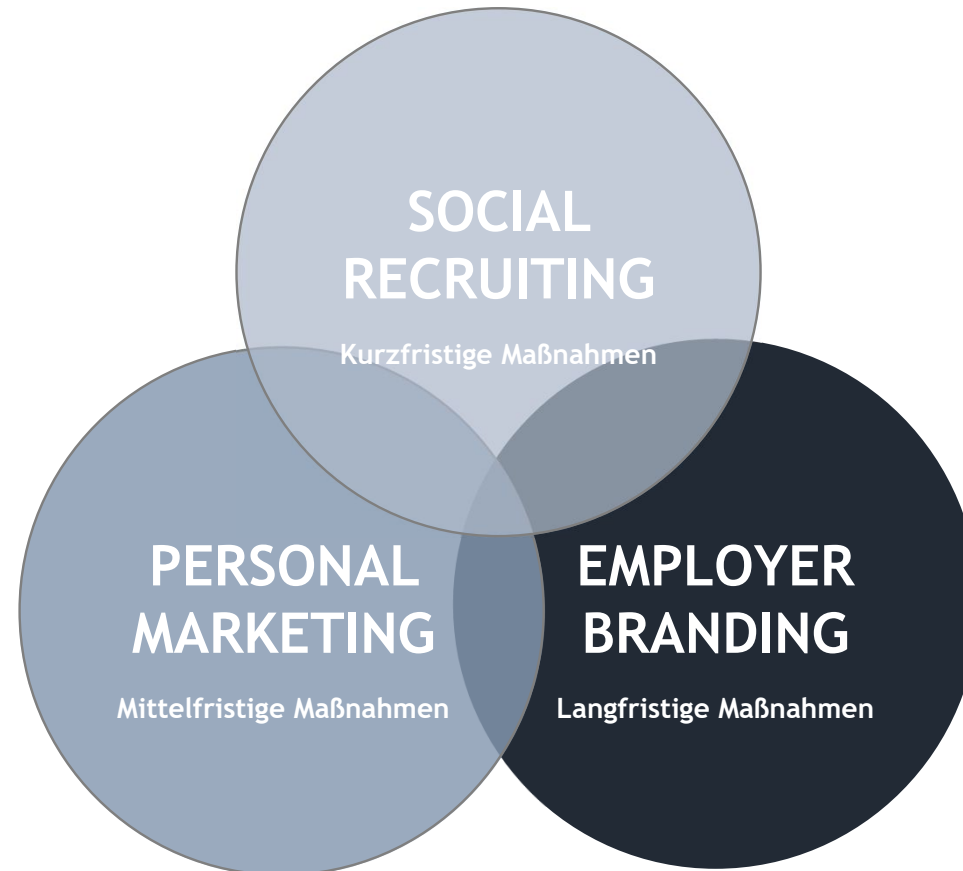 SOCIAL
RECRUITING
Kurzfristige Maßnahmen
PERSONAL
MARKETING
Mittelfristige Maßnahmen
EMPLOYER
BRANDING
Langfristige Maßnahmen